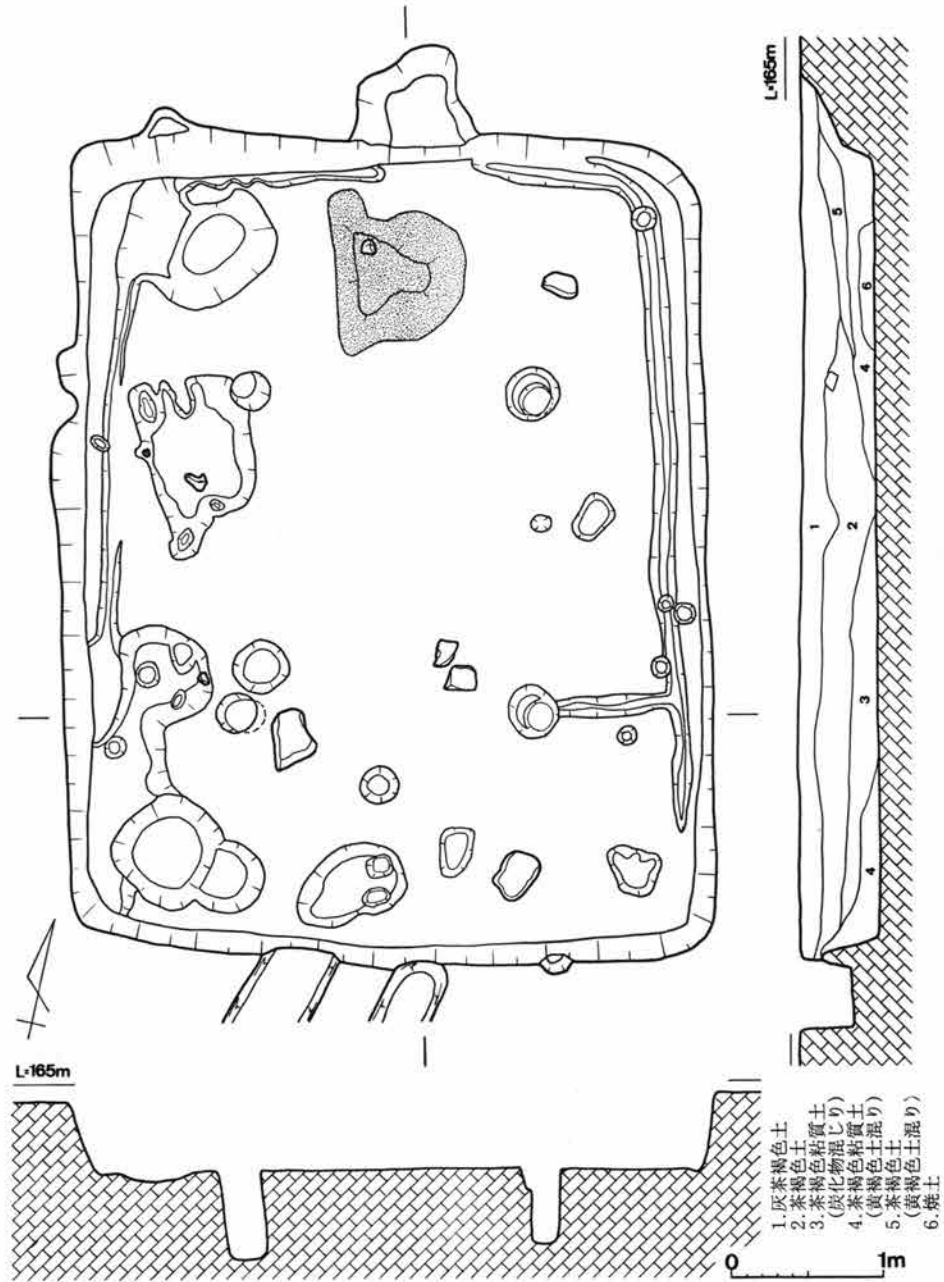 L=165m
5
6
4
1
2
3
4
L=165m
1.灰茶褐色土
2.茶褐色土
3.茶褐色粘質土
(炭化物混じり)
4.茶褐色粘質土
(黄褐色土混り)
5.茶褐色土
(黄褐色土混り)
6.焼土
0 1m